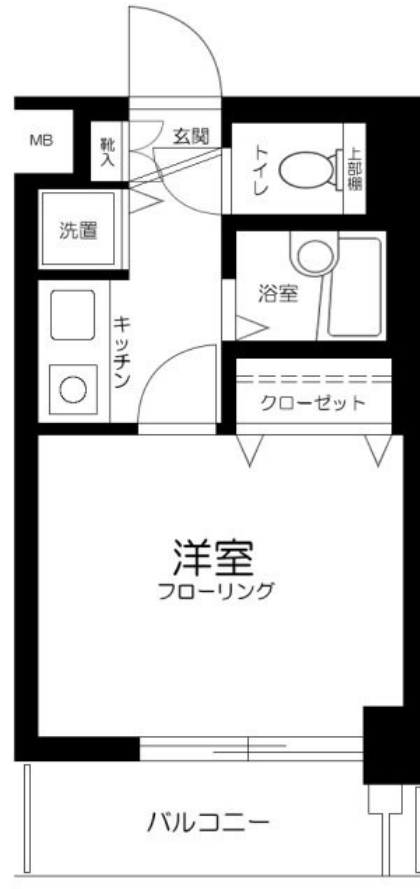 MB
靴入
玄関
トイレ
上部棚
洗置
浴室
キッチン
クローゼット
洋室
フローリング
バルコニー